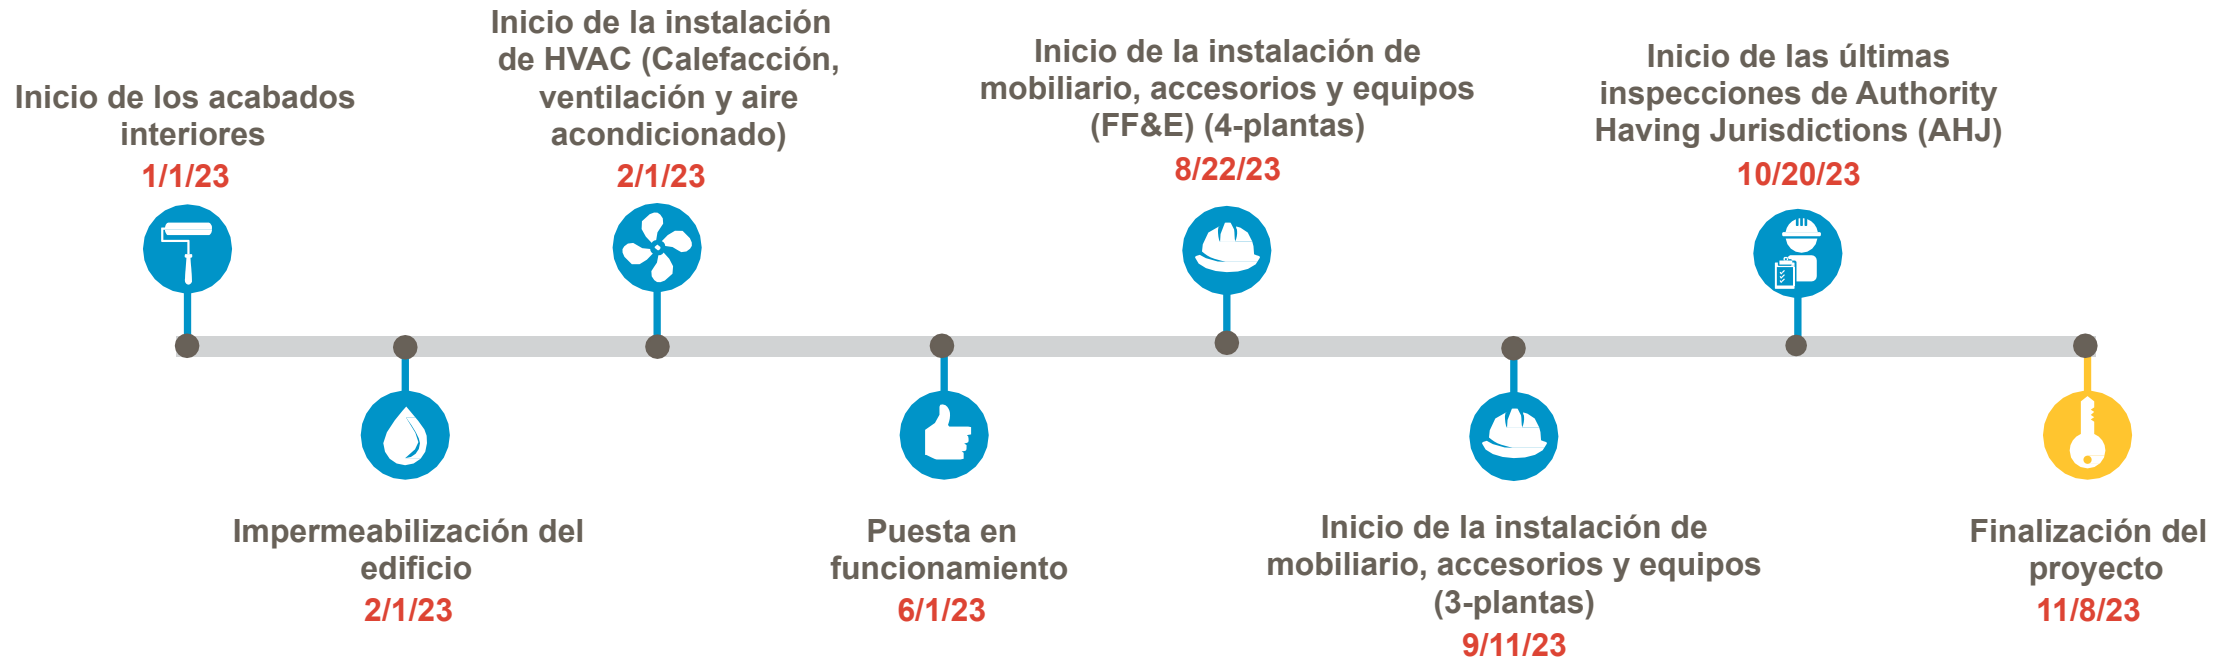 Inicio de los acabados
interiores
1/1/23
Impermeabilización del
edificio
2/1/23
Inicio de la instalación
de HVAC (Calefacción,
ventilación y aire
acondicionado)
2/1/23
Puesta en
funcionamiento
6/1/23
Inicio de la instalación de
mobiliario, accesorios y equipos
(FF&E) (4-plantas)
8/22/23
Inicio de la instalación de
mobiliario, accesorios y equipos
(3-plantas)
9/11/23
Inicio de las últimas
inspecciones de Authority
Having Jurisdictions (AHJ)
10/20/23
Finalización del
proyecto
11/8/23